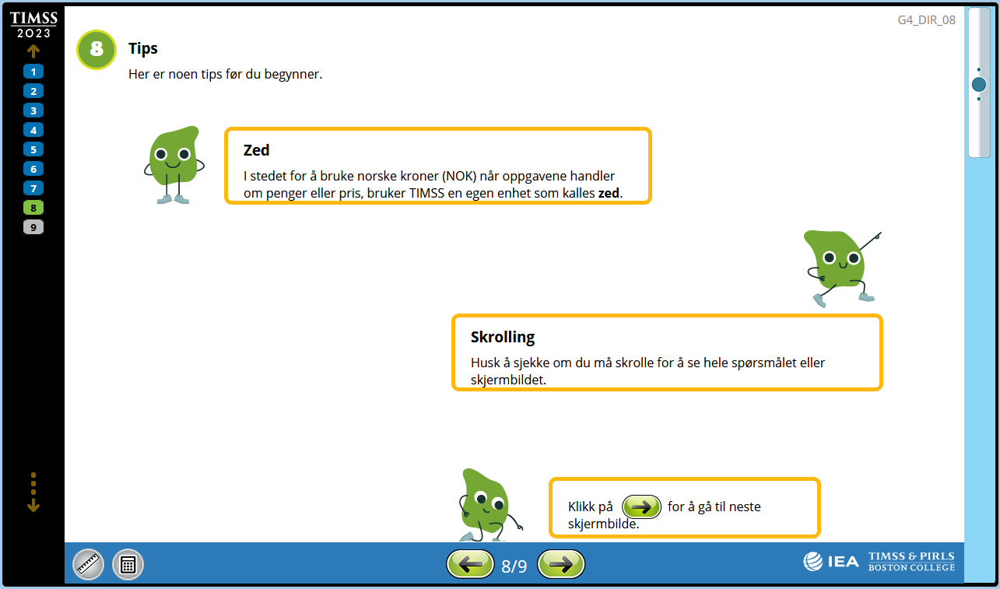 TIMSS
2023
1
2
3
4
5
6
7
8
9
G4_DIR_08
8
Tips
Her er noen tips før du begynner.
Zed
I stedet for å bruke norske kroner (NOK) når oppgavene handler
om penger eller pris, bruker TIMSS en egen enhet som kalles zed.
Skrolling
Husk å sjekke om du må skrolle for å se hele spørsmålet eller
skjermbildet.
Klikk på for å gå til neste
skjermbilde.
8/9
IEA
TIMSS & PIRLS
BOSTON COLLEGE